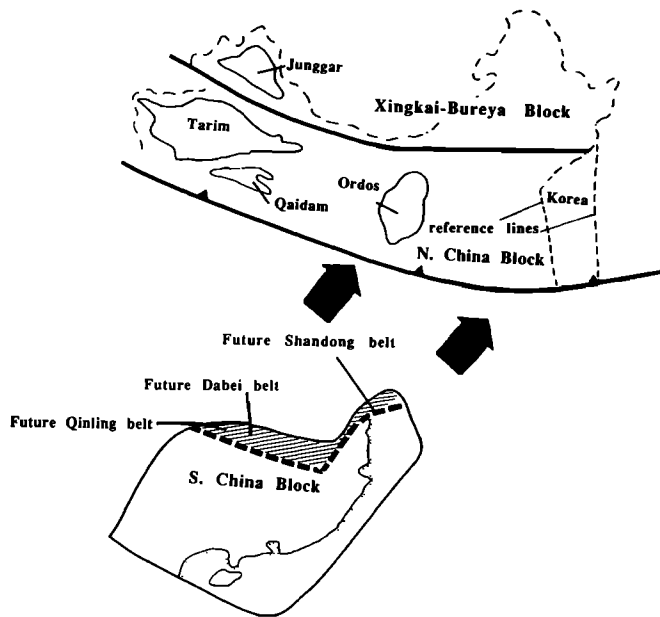 Junggar
Xingkai-Bureya Block
Tarim
Ordos
Korea
Qaidam
reference lines
N. China Block
Future Shandong belt
Future Dabei belt
Future Qinling belt
S. China Block